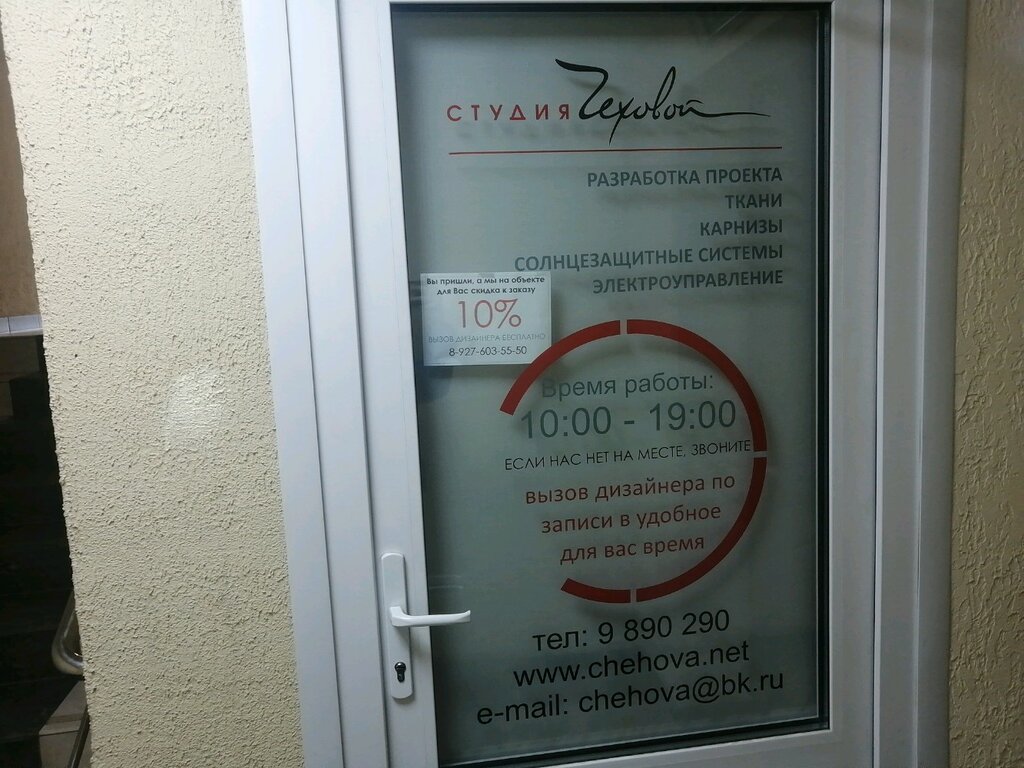 СТУДИЯ Чеховой
РАЗРАБОТКА ПРОЕКТА
ТКАНИ
КАРНИЗЫ
СОЛНЦЕЗАЩИТНЫЕ СИСТЕМЫ
ЭЛЕКТРОУПРАВЛЕНИЕ
Вы пришли, а мы на объекте
для Вас скидка к заказу
10%
ВЫЗОВ ДИЗАЙНЕРА БЕСПЛАТНО
8-927-603-55-50
Время работы:
10:00 - 19:00
ЕСЛИ НАС НЕТ НА МЕСТЕ, ЗВОНИТЕ
вызов дизайнера по
записи в удобное
для вас время
тел: 9 890 290
www.chehova.net
e-mail: chehova@bk.ru